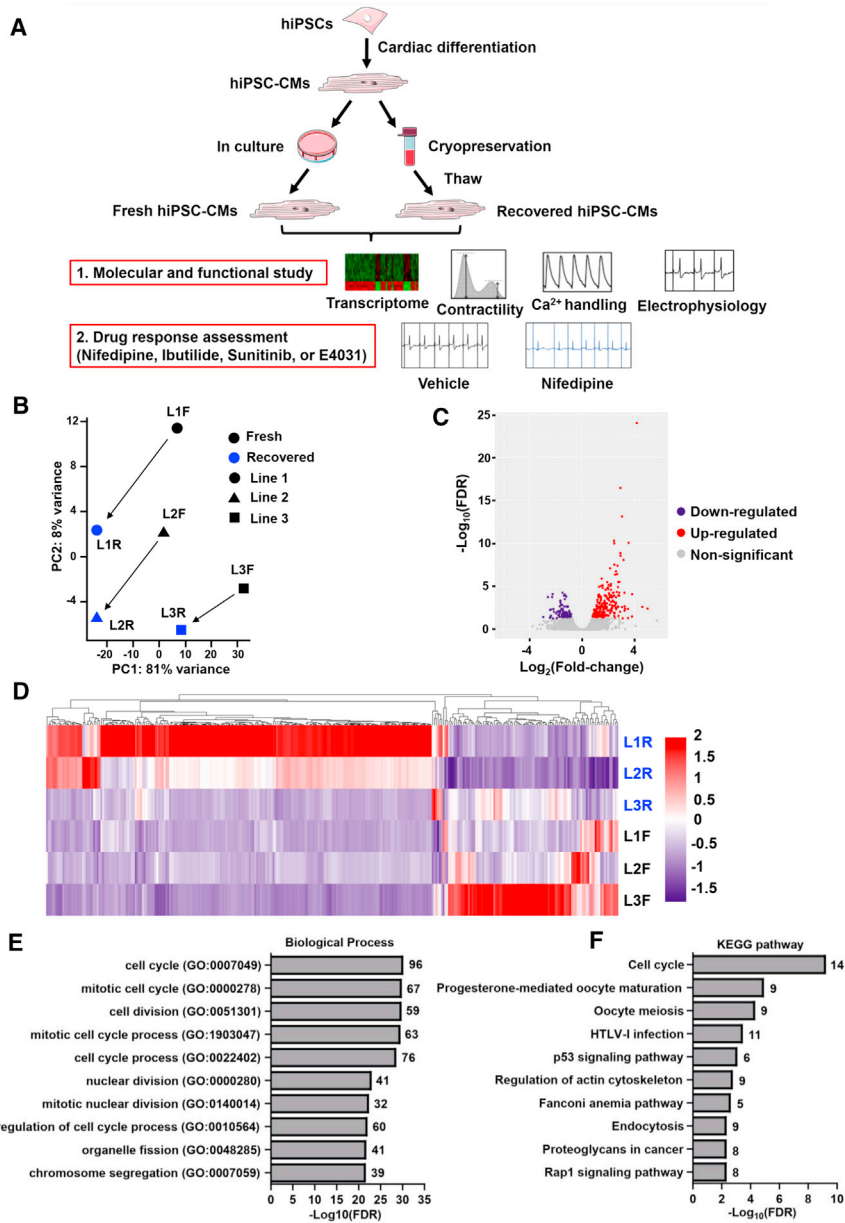 A
hiPSCs
Cardiac differentiation
hiPSC-CMs
In culture
Cryopreservation
Thaw
Fresh hiPSC-CMs
Recovered hiPSC-CMs
1. Molecular and functional study
Transcriptome
Contractility
Ca2+ handling
Electrophysiology
2. Drug response assessment
(Nifedipine, Ibutilide, Sunitinib, or E4031)
Vehicle
Nifedipine
B
PC2: 8% variance
12
8
4
0
-4
L1F
L1R
L2F
L2R
L3F
L3R
-20
-10
0
10
20
30
PC1: 81% variance
Fresh
Recovered
Line 1
Line 2
Line 3
C
-Log10(FDR)
25
20
15
10
5
0
-4
0
4
Log2(Fold-change)
Down-regulated
Up-regulated
Non-significant
D
L1R
L2R
L3R
L1F
L2F
L3F
2
1.5
1
0.5
0
-0.5
-1
-1.5
E
Biological Process
cell cycle (GO:0007049) 96
mitotic cell cycle (GO:0000278) 67
cell division (GO:0051301) 59
mitotic cell cycle process (GO:1903047) 63
cell cycle process (GO:0022402) 76
nuclear division (GO:0000280) 41
mitotic nuclear division (GO:0140014) 32
regulation of cell cycle process (GO:0010564) 60
organelle fission (GO:0048285) 41
chromosome segregation (GO:0007059) 39
0 5 10 15 20 25 30 35
-Log10(FDR)
F
KEGG pathway
Cell cycle 14
Progesterone-mediated oocyte maturation 9
Oocyte meiosis 9
HTLV-I infection 11
p53 signaling pathway 6
Regulation of actin cytoskeleton 9
Fanconi anemia pathway 5
Endocytosis 9
Proteoglycans in cancer 8
Rap1 signaling pathway 8
0 2 4 6 8 10
-Log10(FDR)